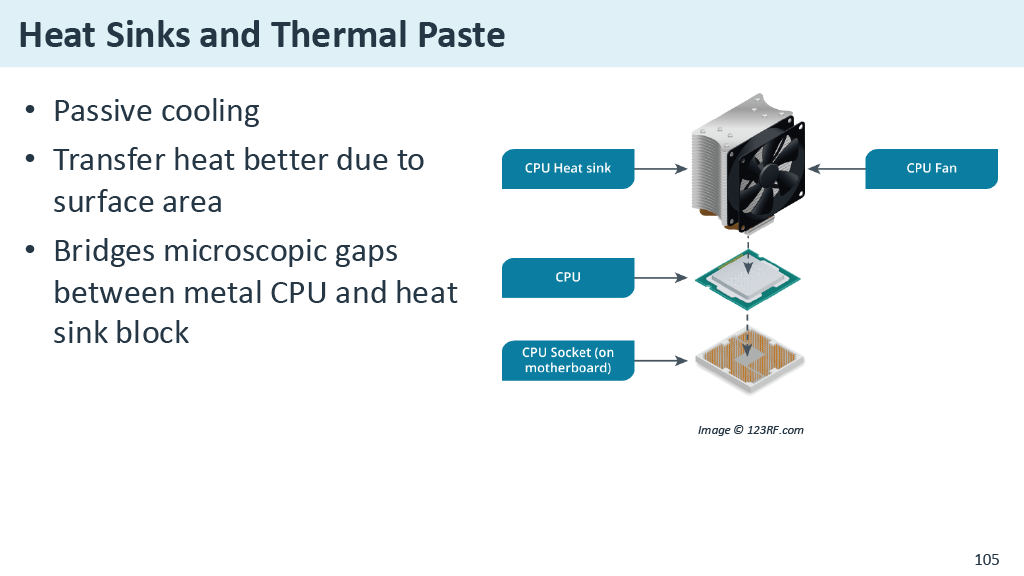 Heat Sinks and Thermal Paste
• Passive cooling
• Transfer heat better due to
surface area
• Bridges microscopic gaps
between metal CPU and heat
sink block
CPU Heat sink
CPU Fan
CPU
CPU Socket (on
motherboard)
Image © 123RF.com
105